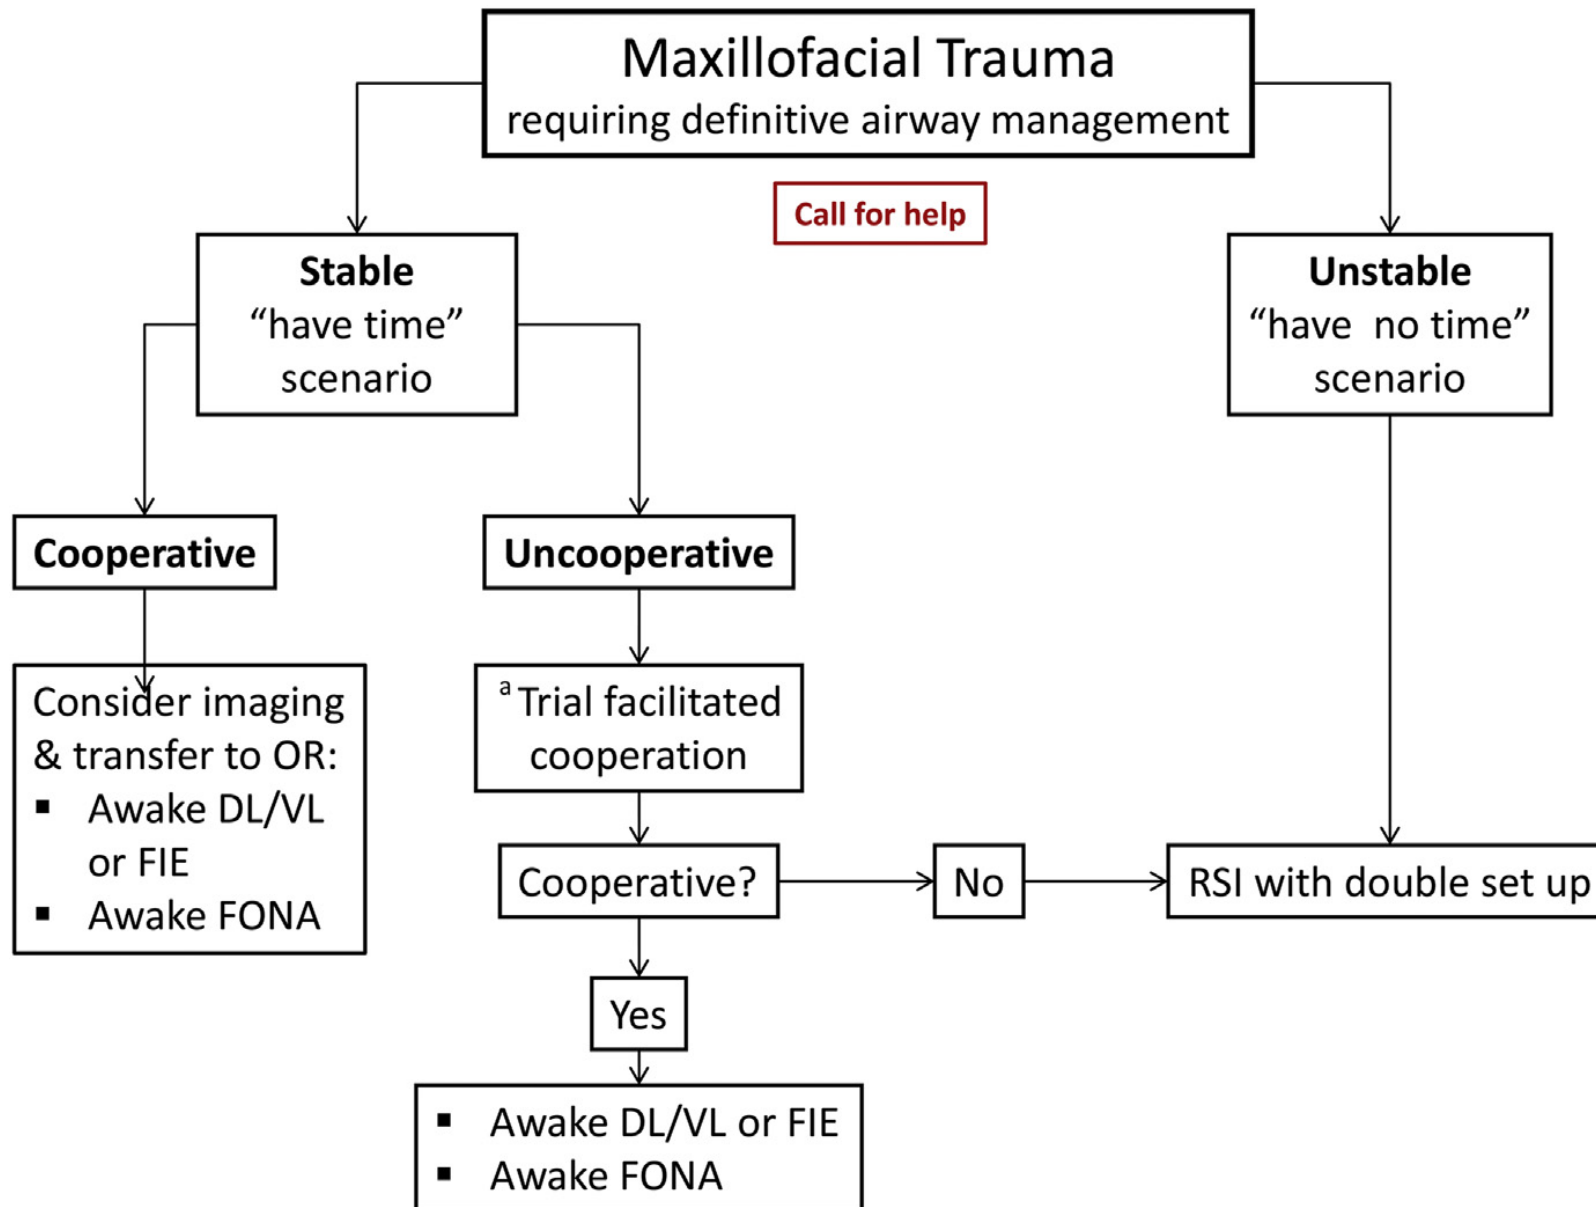 Maxillofacial Trauma
requiring definitive airway management
Call for help
Stable
“have time”
scenario
Unstable
“have  no time”
scenario
Cooperative
Uncooperative
Consider imaging
& transfer to OR:
▪ Awake DL/VL
or FIE
▪ Awake FONA
a Trial facilitated
cooperation
Cooperative?
No
RSI with double set up
Yes
▪ Awake DL/VL or FIE
▪ Awake FONA